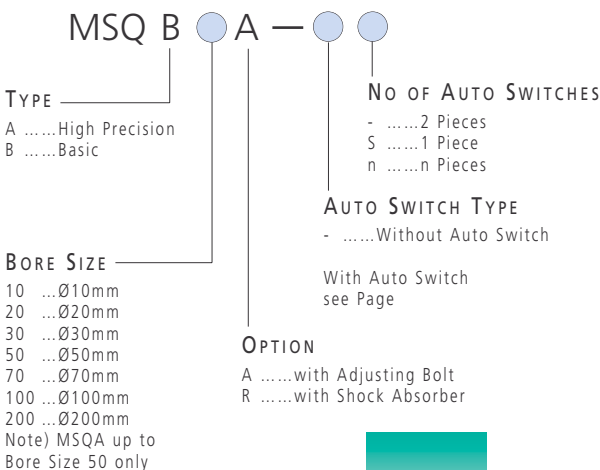 MSQ B A —
TYPE
A ......High Precision
B ......Basic
BORE SIZE
10 ...Ø10mm
20 ...Ø20mm
30 ...Ø30mm
50 ...Ø50mm
70 ...Ø70mm
100 ...Ø100mm
200 ...Ø200mm
Note) MSQA up to
Bore Size 50 only
OPTION
A ......with Adjusting Bolt
R ......with Shock Absorber
AUTO SWITCH TYPE
- ......Without Auto Switch
With Auto Switch
see Page
NO OF AUTO SWITCHES
- ......2 Pieces
S ......1 Piece
n ......n Pieces